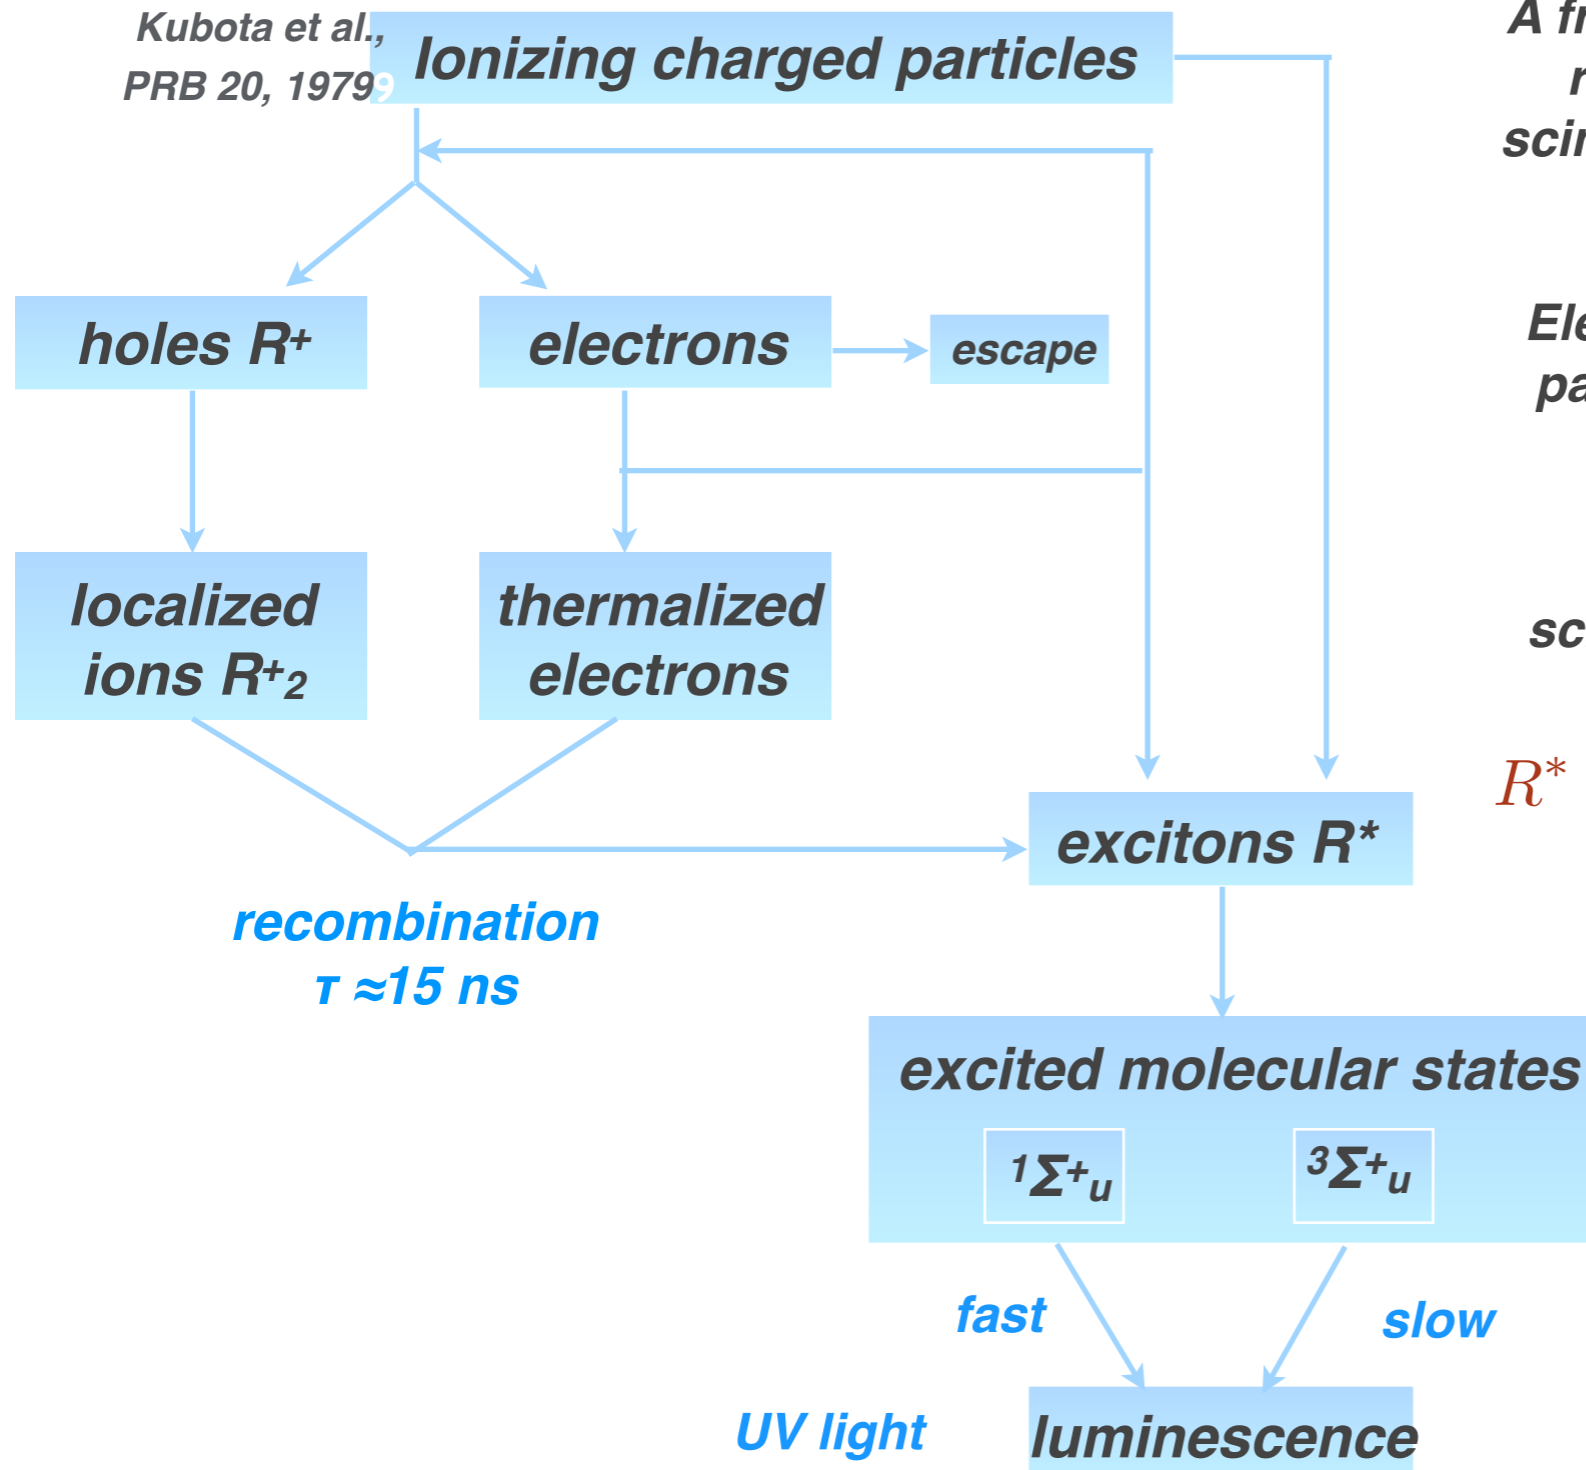 Kubota et al.,
PRB 20, 19799
Ionizing charged particles
holes R⁺
electrons
escape
localized
ions R⁺₂
thermalized
electrons
recombination
τ ≈15 ns
excitons R*
R*
excited molecular states
¹Σ⁺ᵤ
³Σ⁺ᵤ
fast
slow
UV light
luminescence
A